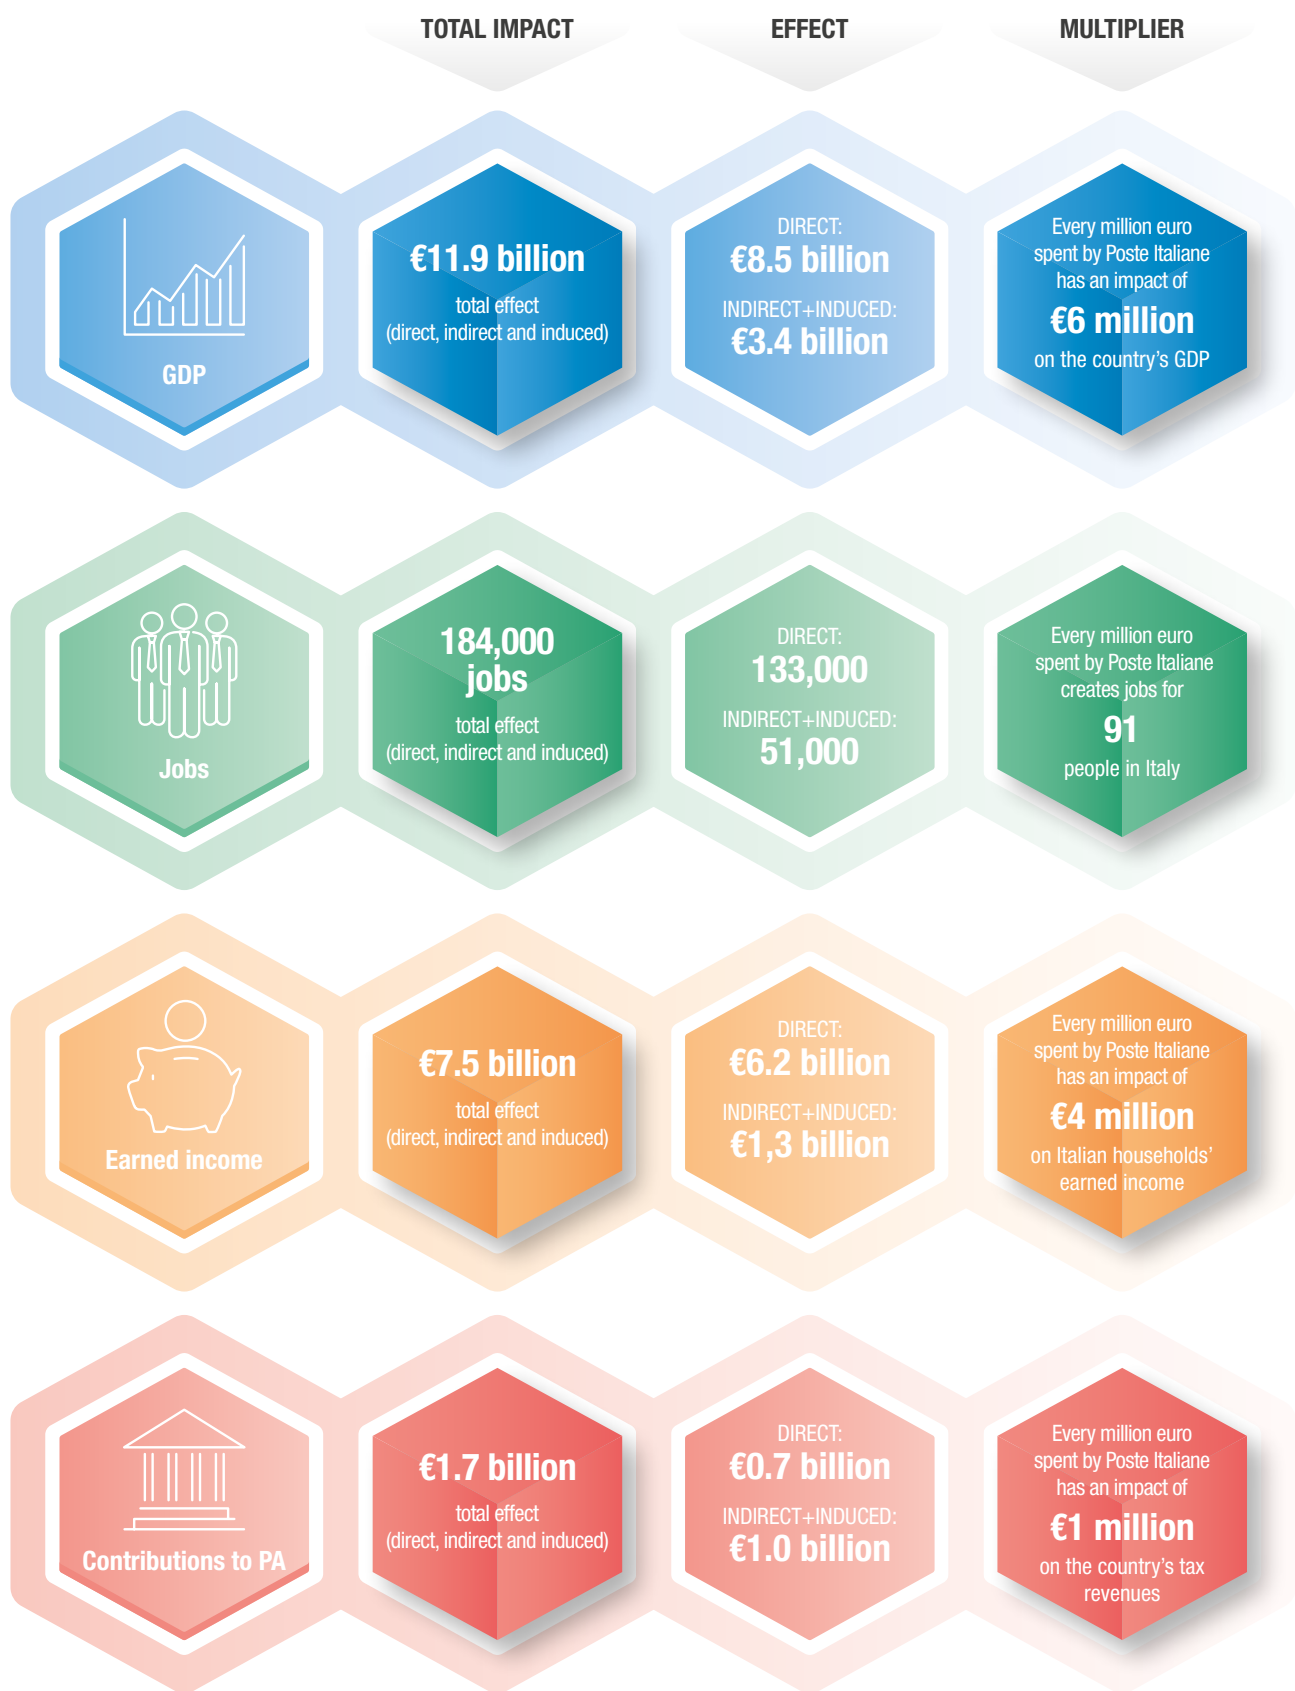 TOTAL IMPACT
EFFECT
MULTIPLIER
GDP
€11.9 billion
total effect
(direct, indirect and induced)
DIRECT:
€8.5 billion
INDIRECT+INDUCED:
€3.4 billion
Every million euro
spent by Poste Italiane
has an impact of
€6 million
on the country's GDP
Jobs
184,000
jobs
total effect
(direct, indirect and induced)
DIRECT:
133,000
INDIRECT+INDUCED:
51,000
Every million euro
spent by Poste Italiane
creates jobs for
91
people in Italy
Earned income
€7.5 billion
total effect
(direct, indirect and induced)
DIRECT:
€6.2 billion
INDIRECT+INDUCED:
€1,3 billion
Every million euro
spent by Poste Italiane
has an impact of
€4 million
on Italian households'
earned income
Contributions to PA
€1.7 billion
total effect
(direct, indirect and induced)
DIRECT:
€0.7 billion
INDIRECT+INDUCED:
€1.0 billion
Every million euro
spent by Poste Italiane
has an impact of
€1 million
on the country's tax
revenues